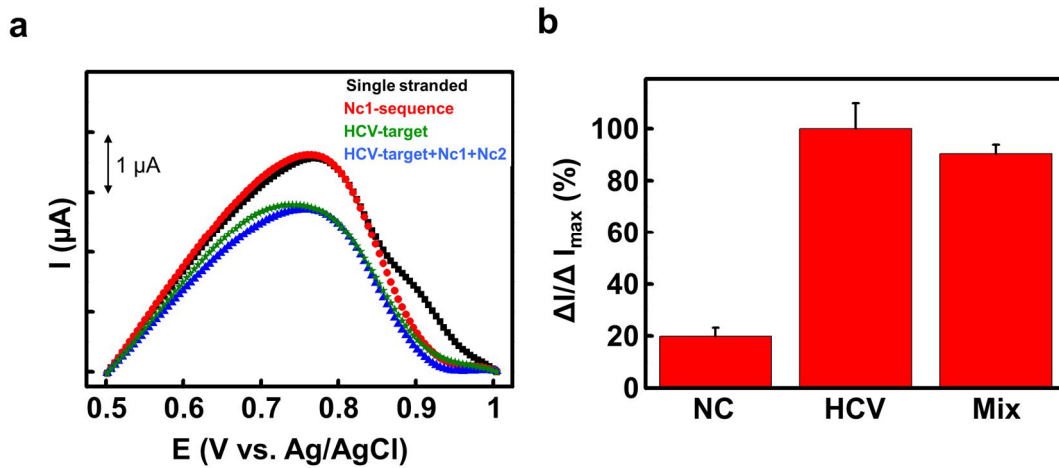 a
Single stranded
Nc1-sequence
HCV-target
HCV-target+Nc1+Nc2
1 µA
I (µA)
0.5 0.6 0.7 0.8 0.9 1
E (V vs. Ag/AgCl)
b
ΔI/Δ Imax (%)
100
80
60
40
20
0
NC HCV Mix